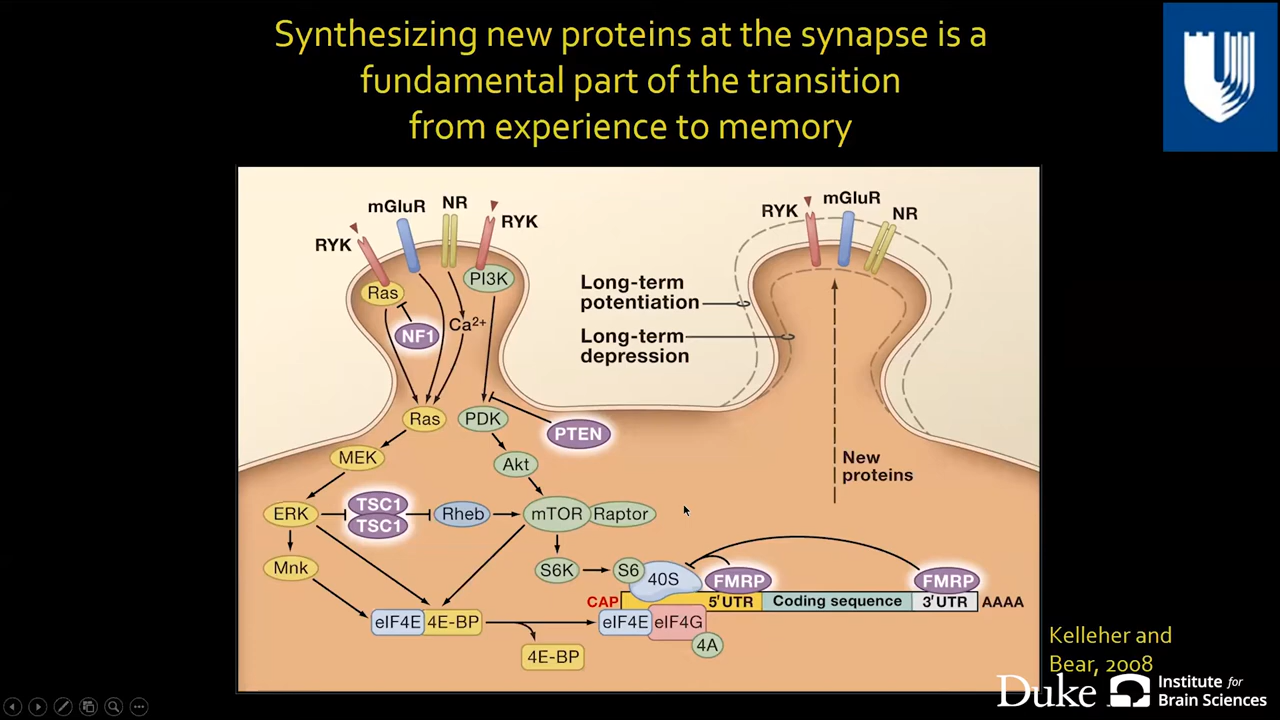 Synthesizing new proteins at the synapse is a
fundamental part of the transition
from experience to memory
mGluR
NR
RYK
RYK
Ras
PI3K
NF1
Ca2+
Ras
PDK
PTEN
MEK
Akt
ERK
TSC1
TSC1
Rheb
mTOR
Raptor
Mnk
S6K
S6
40S
FMRP
FMRP
CAP
5'UTR
Coding sequence
3'UTR
AAAA
eIF4E
4E-BP
eIF4E
eIF4G
4A
4E-BP
RYK
mGluR
NR
Long-term
potentiation
Long-term
depression
New
proteins
Kelleher and
Bear, 2008
Duke
Institute for
Brain Sciences